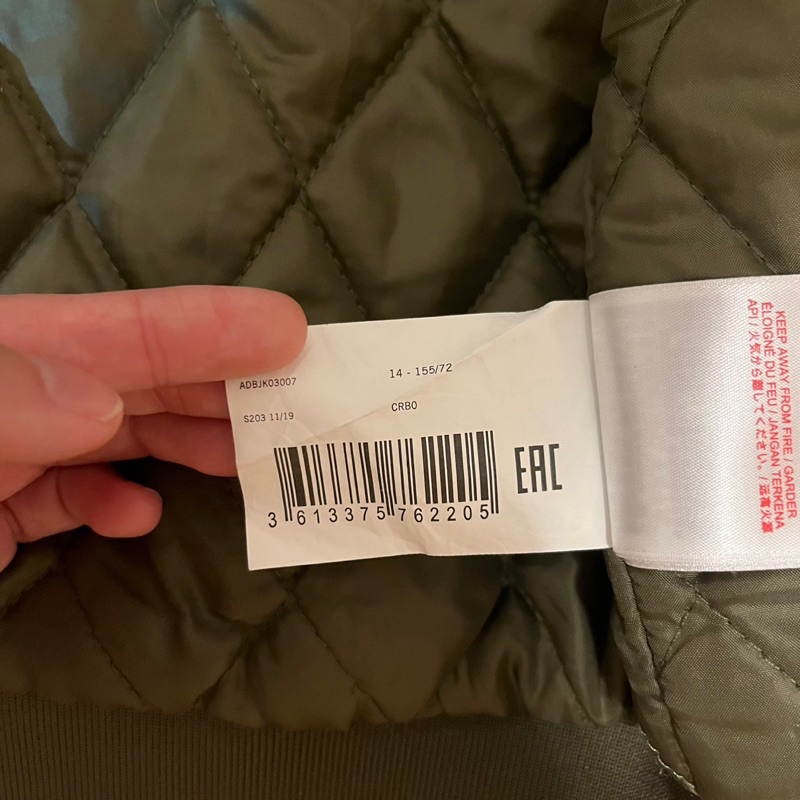 ADBJK03007
14 - 155/72
S203 11/19
CRB0
EAC
3 613375 762205
KEEP AWAY FROM FIRE / GARDER
ÉLOIGNÉ DU FEU / JANGAN TERKENA
API / 火気から離してください。/ 远离火源